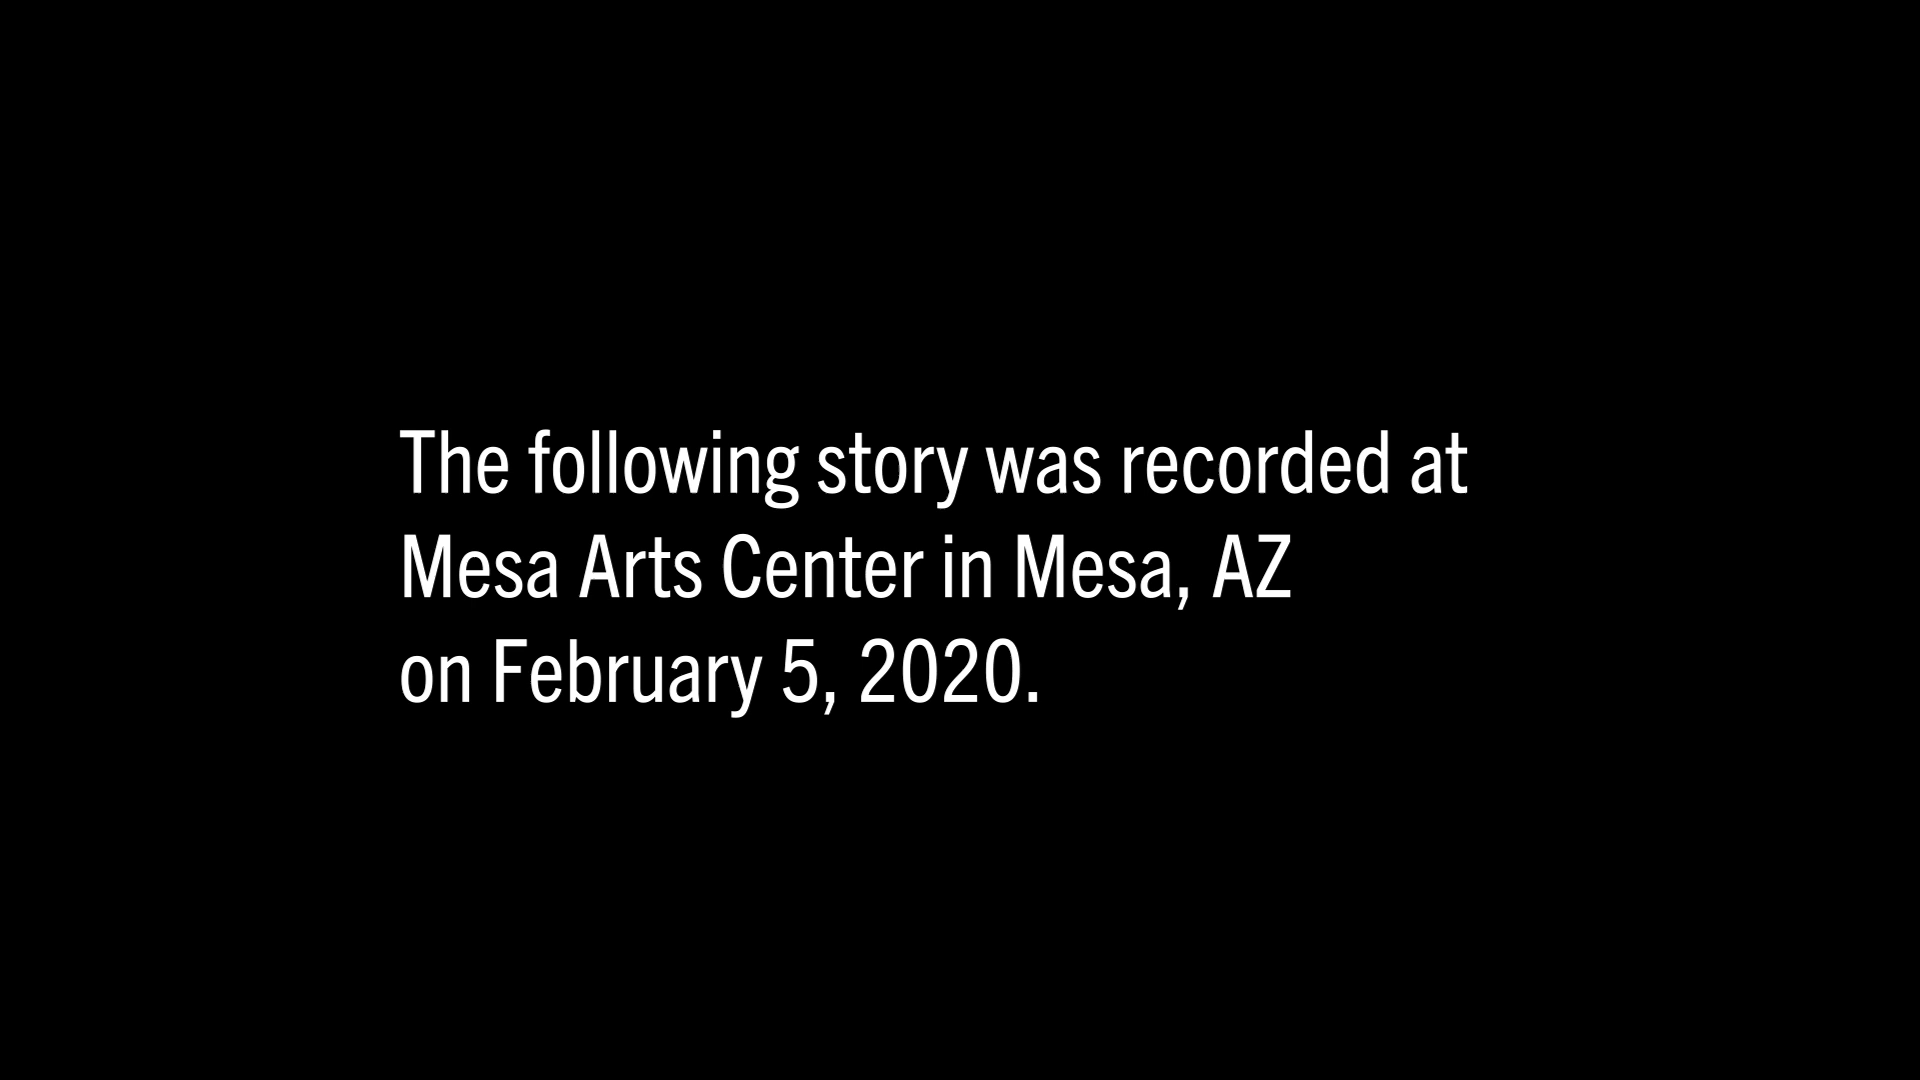 The following story was recorded at
Mesa Arts Center in Mesa, AZ
on February 5, 2020.